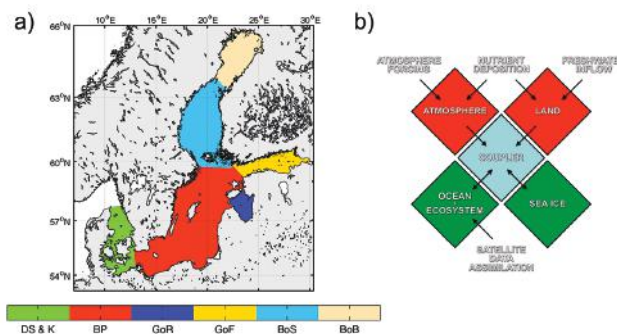 a)
10°E 15°E 20°E 25°E 30°E
66°N
63°N
60°N
57°N
54°N
DS & K BP GoR GoF BoS BoB
b)
ATMOSPHERE
FORCING
NUTRIENT
DEPOSITION
FRESHWATE
INFLOW
ATMOSPHERE
LAND
COUPLER
OCEAN
ECOSYSTEM
SEA ICE
SATELLITE
DATA
ASSIMILATION